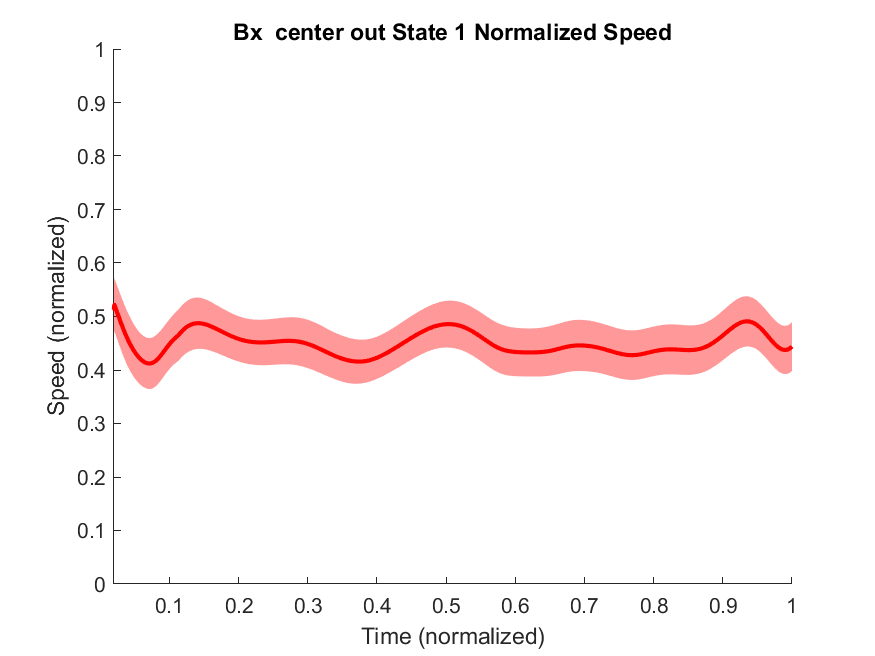 Bx  center out State 1 Normalized Speed
1
0.9
0.8
0.7
0.6
0.5
0.4
0.3
0.2
0.1
0
Speed (normalized)
0.1 0.2 0.3 0.4 0.5 0.6 0.7 0.8 0.9 1
Time (normalized)